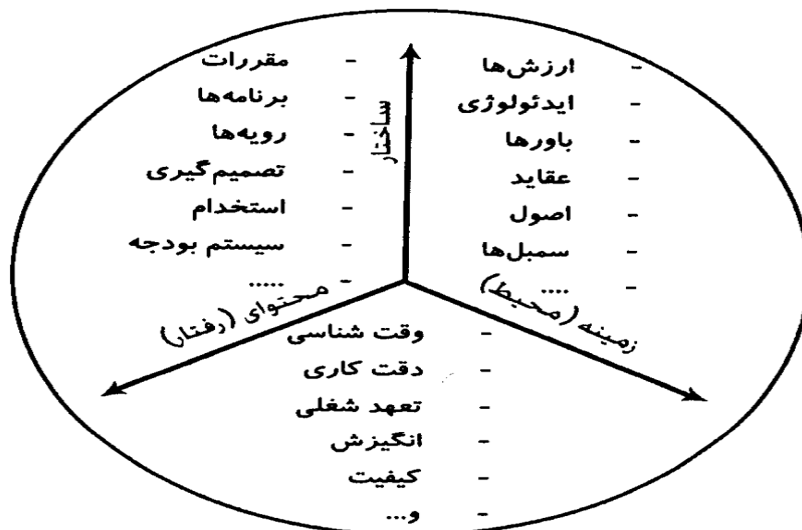 - ارزش‌ها
- ایدئولوژی
- باورها
- عقاید
- اصول
- سمبل‌ها
- ....
زمینه (محیط)
ساختار
- مقررات
- برنامه‌ها
- رویه‌ها
- تصمیم‌گیری
- استخدام
- سیستم بودجه
- .....
محتوای (رفتار)
- وقت شناسی
- دقت کاری
- تعهد شغلی
- انگیزش
- کیفیت
- و...